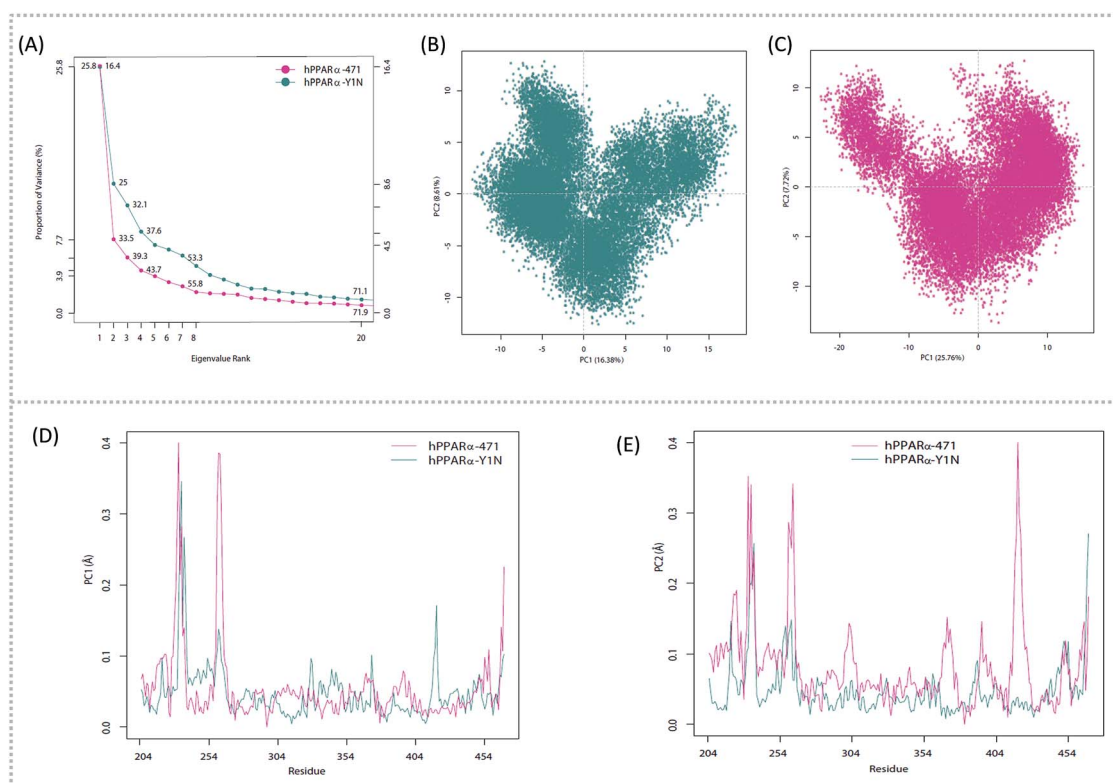 (A)
25.8
7.7
3.9
0.0
Proportion of Variance (%)
25.8 16.4
25
32.1
37.6
53.3
71.1
33.5
39.3
43.7
55.8
71.9
hPPARα-471
hPPARα-Y1N
16.4
8.6
4.5
0.0
1 2 3 4 5 6 7 8 20
Eigenvalue Rank
(B)
10
5
0
-5
-10
PC2 (8.61%)
-10 -5 0 5 10 15
PC1 (16.38%)
(C)
10
5
0
-5
-10
PC2 (7.72%)
-20 -10 0 10
PC1 (25.76%)
(D)
hPPARα-471
hPPARα-Y1N
0.4
0.3
0.2
0.1
0.0
PC1 (Å)
204 254 304 354 404 454
Residue
(E)
hPPARα-471
hPPARα-Y1N
0.4
0.3
0.2
0.1
0.0
PC2 (Å)
204 254 304 354 404 454
Residue